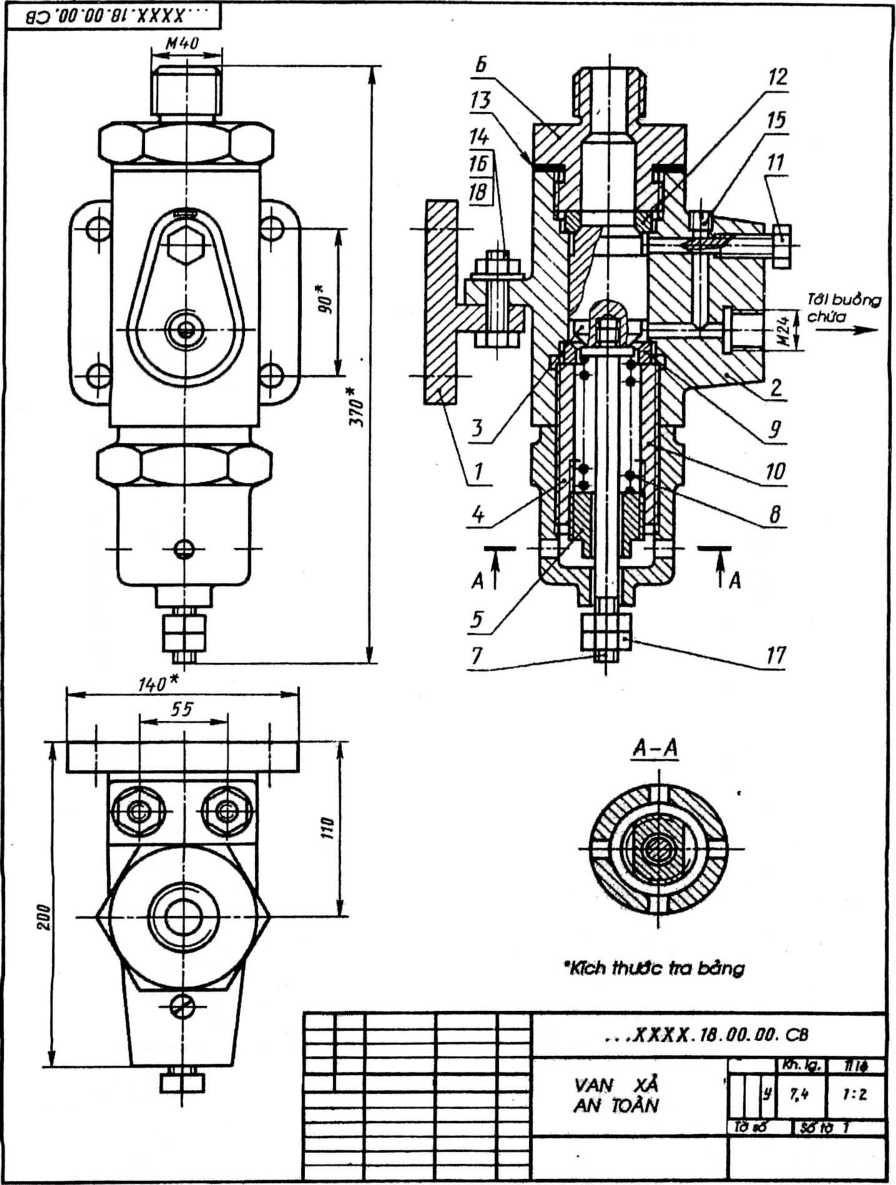 ...XXXX.18.00.00.CB
M40
90*
370*
Б
13
14
16
18
12
15
11
Tới buồng
chứa
M24
3
1
4
2
9
10
8
A
A
5
7
17
140*
55
110
200
A-A
*Kích thước tra bảng
...XXXX.18.00.00.CB
VAN XẢ
AN TOÀN
Kh. lg.
Tỉ lệ
y
7,4
1:2
Tờ số
Số tờ 1